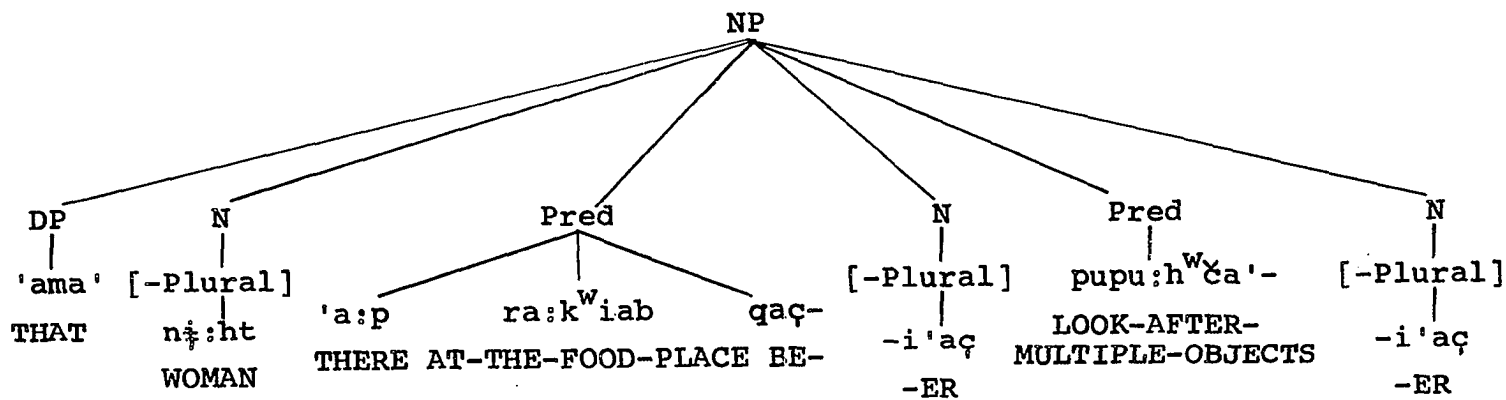 NP
DP N Pred N Pred N
'ama' [-Plural] 'a:p ra:kʷiab qaç- [-Plural] pupu:hʷča'- [-Plural]
THAT nɨ̧:ht THERE AT-THE-FOOD-PLACE BE- -i'aç LOOK-AFTER- -i'aç
WOMAN -ER MULTIPLE-OBJECTS -ER